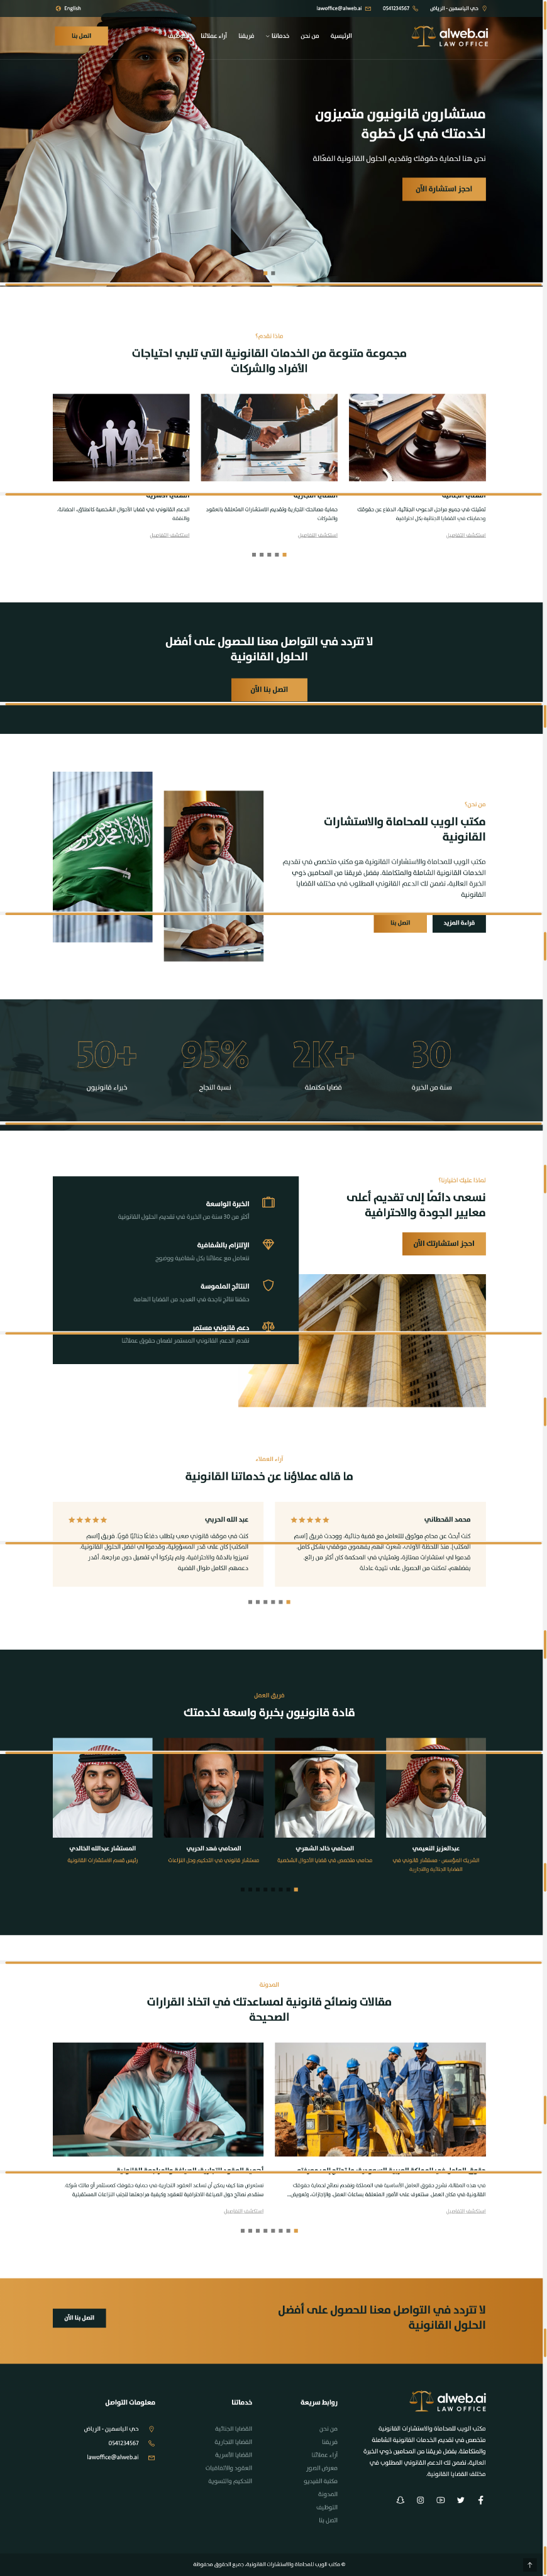 حي الياسمين - الرياض
0541234567
lawoffice@alweb.ai
English
alweb.ai
LAW OFFICE
الرئيسية
من نحن
خدماتنا
فريقنا
آراء عملائنا
اتصل بنا
مستشارون قانونيون متميزون
لخدمتك في كل خطوة
نحن هنا لحماية حقوقك وتقديم الحلول القانونية الفعّالة
احجز استشارة الآن
ماذا نقدم؟
مجموعة متنوعة من الخدمات القانونية التي تلبي احتياجات
الأفراد والشركات
القضايا الجنائية
تمثيلك في جميع مراحل الدعوى الجنائية، الدفاع عن حقوقك
وحمايتك في القضايا الجنائية بكل احترافية
استكشف التفاصيل
القضايا التجارية
حماية مصالحك التجارية وتقديم الاستشارات المتعلقة بالعقود
والشركات
استكشف التفاصيل
القضايا الأسرية
الدعم القانوني في قضايا الأحوال الشخصية كالطلاق، الحضانة،
والنفقة
استكشف التفاصيل
لا تتردد في التواصل معنا للحصول على أفضل
الحلول القانونية
اتصل بنا الآن
من نحن؟
مكتب الويب للمحاماة والاستشارات
القانونية
مكتب الويب للمحاماة والاستشارات القانونية هو مكتب متخصص في تقديم
الخدمات القانونية الشاملة والمتكاملة. بفضل فريقنا من المحامين ذوي
الخبرة العالية، نضمن لك الدعم القانوني المطلوب في مختلف القضايا
القانونية
قراءة المزيد
اتصل بنا
30
سنة من الخبرة
2K+
قضايا مكتملة
95%
نسبة النجاح
50+
خبراء قانونيون
لماذا عليك اختيارنا؟
نسعى دائمًا إلى تقديم أعلى
معايير الجودة والاحترافية
احجز استشارتك الآن
الخبرة الواسعة
أكثر من 30 سنة من الخبرة في تقديم الحلول القانونية
الإلتزام بالشفافية
نتعامل مع عملائنا بكل شفافية ووضوح
النتائج الملموسة
حققنا نتائج ناجحة في العديد من القضايا الهامة
دعم قانوني مستمر
نقدم الدعم القانوني المستمر لضمان حقوق عملائنا
آراء العملاء
ما قاله عملاؤنا عن خدماتنا القانونية
محمد القحطاني
كنت أبحث عن محامٍ موثوق للتعامل مع قضية جنائية، ووجدت فريق [اسم
المكتب]. منذ اللحظة الأولى، شعرت أنهم يفهمون موقفي بشكل كامل.
قدموا لي استشارات ممتازة، وتمثيلي في المحكمة كان أكثر من رائع.
بفضلهم، تمكنت من الحصول على نتيجة عادلة
عبد الله الحربي
كنت في موقف قانوني صعب يتطلب دفاعًا جنائيًا قويًا. فريق [اسم
المكتب] كان على قدر المسؤولية، وقدموا لي أفضل الحلول القانونية.
تميزوا بالدقة والاحترافية، ولم يتركوا أي تفصيل دون مراجعة. أقدر
دعمهم الكامل طوال القضية
فريق العمل
قادة قانونيون بخبرة واسعة لخدمتك
عبدالعزيز النعيمي
الشريك المؤسس - مستشار قانوني في
القضايا الجنائية والتجارية
المحامي خالد الشهري
محامي متخصص في قضايا الأحوال الشخصية
المحامي فهد الحربي
مستشار قانوني في التحكيم وحل النزاعات
المستشار عبدالله الخالدي
رئيس قسم الاستشارات القانونية
المدونة
مقالات ونصائح قانونية لمساعدتك في اتخاذ القرارات
الصحيحة
في هذه المقالة، نشرح حقوق العامل الأساسية في المملكة ونقدم نصائح لحماية حقوقك
القانونية في مكان العمل. ستتعرف على الأمور المتعلقة بساعات العمل، والإجازات، وتعويض...
استكشف التفاصيل
نستعرض هنا كيف يمكن أن تساعد العقود التجارية في حماية حقوقك كمستثمر أو مالك شركة.
سنقدم نصائح حول الصياغة الاحترافية للعقود وكيفية مراجعتها لتجنب النزاعات المستقبلية
استكشف التفاصيل
لا تتردد في التواصل معنا للحصول على أفضل
الحلول القانونية
اتصل بنا الآن
alweb.ai
LAW OFFICE
مكتب الويب للمحاماة والاستشارات القانونية
متخصص في تقديم الخدمات القانونية الشاملة
والمتكاملة. بفضل فريقنا من المحامين ذوي الخبرة
العالية، نضمن لك الدعم القانوني المطلوب في
مختلف القضايا القانونية.
روابط سريعة
من نحن
فريقنا
آراء عملائنا
معرض الصور
مكتبة الفيديو
المدونة
التوظيف
اتصل بنا
خدماتنا
القضايا الجنائية
القضايا التجارية
القضايا الأسرية
العقود والاتفاقيات
التحكيم والتسوية
معلومات التواصل
حي الياسمين - الرياض
0541234567
lawoffice@alweb.ai
© مكتب الويب للمحاماة والاستشارات القانونية، جميع الحقوق محفوظة